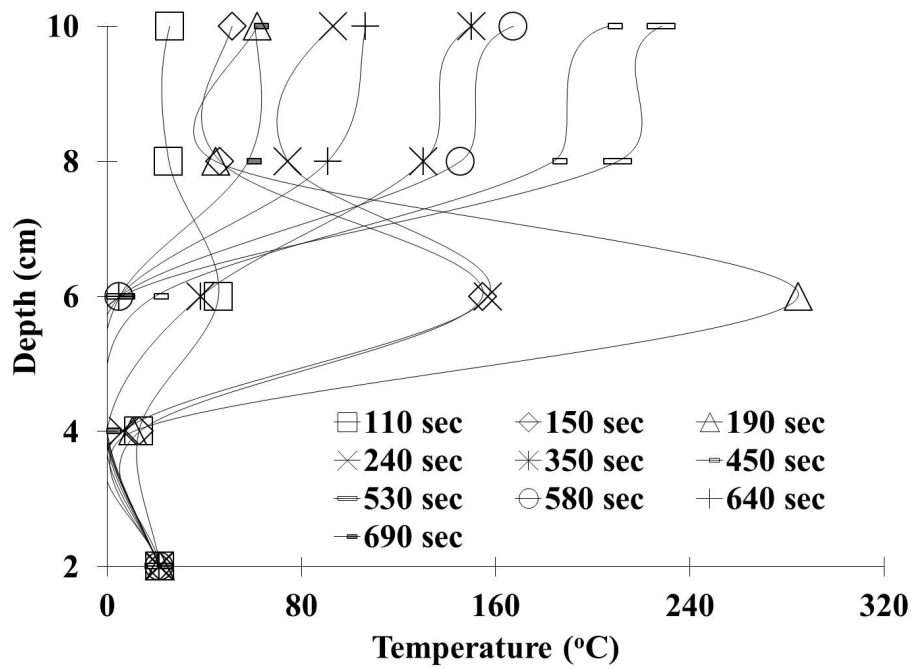 10
8
6
4
2
Depth (cm)
110 sec 150 sec 190 sec
240 sec 350 sec 450 sec
530 sec 580 sec 640 sec
690 sec
0 80 160 240 320
Temperature (ºC)